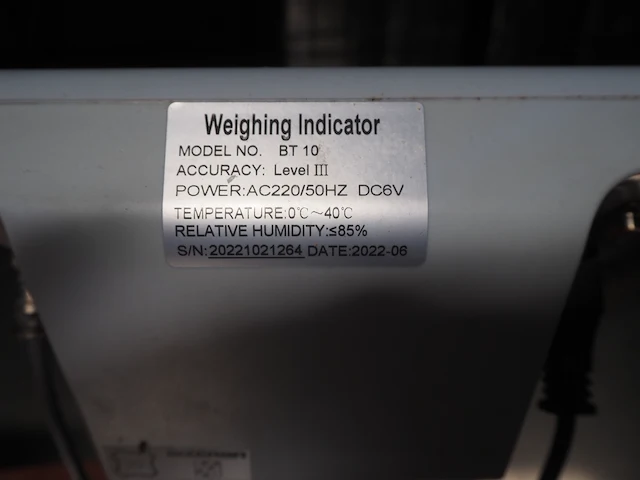 Weighing Indicator
MODEL NO. BT 10
ACCURACY: Level III
POWER:AC220/50HZ DC6V
TEMPERATURE:0℃～40℃
RELATIVE HUMIDITY:≤85%
S/N:20221021264 DATE:2022-06